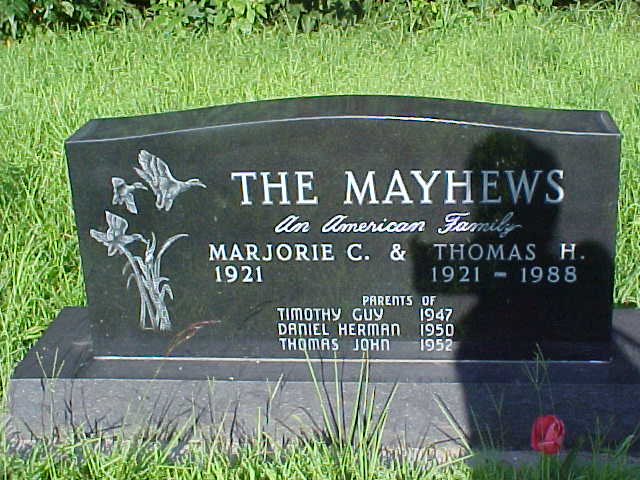 THE MAYHEWS
An American Family
MARJORIE C. & THOMAS H.
1921 1921 - 1988
PARENTS OF
TIMOTHY GUY 1947
DANIEL HERMAN 1950
THOMAS JOHN 1952